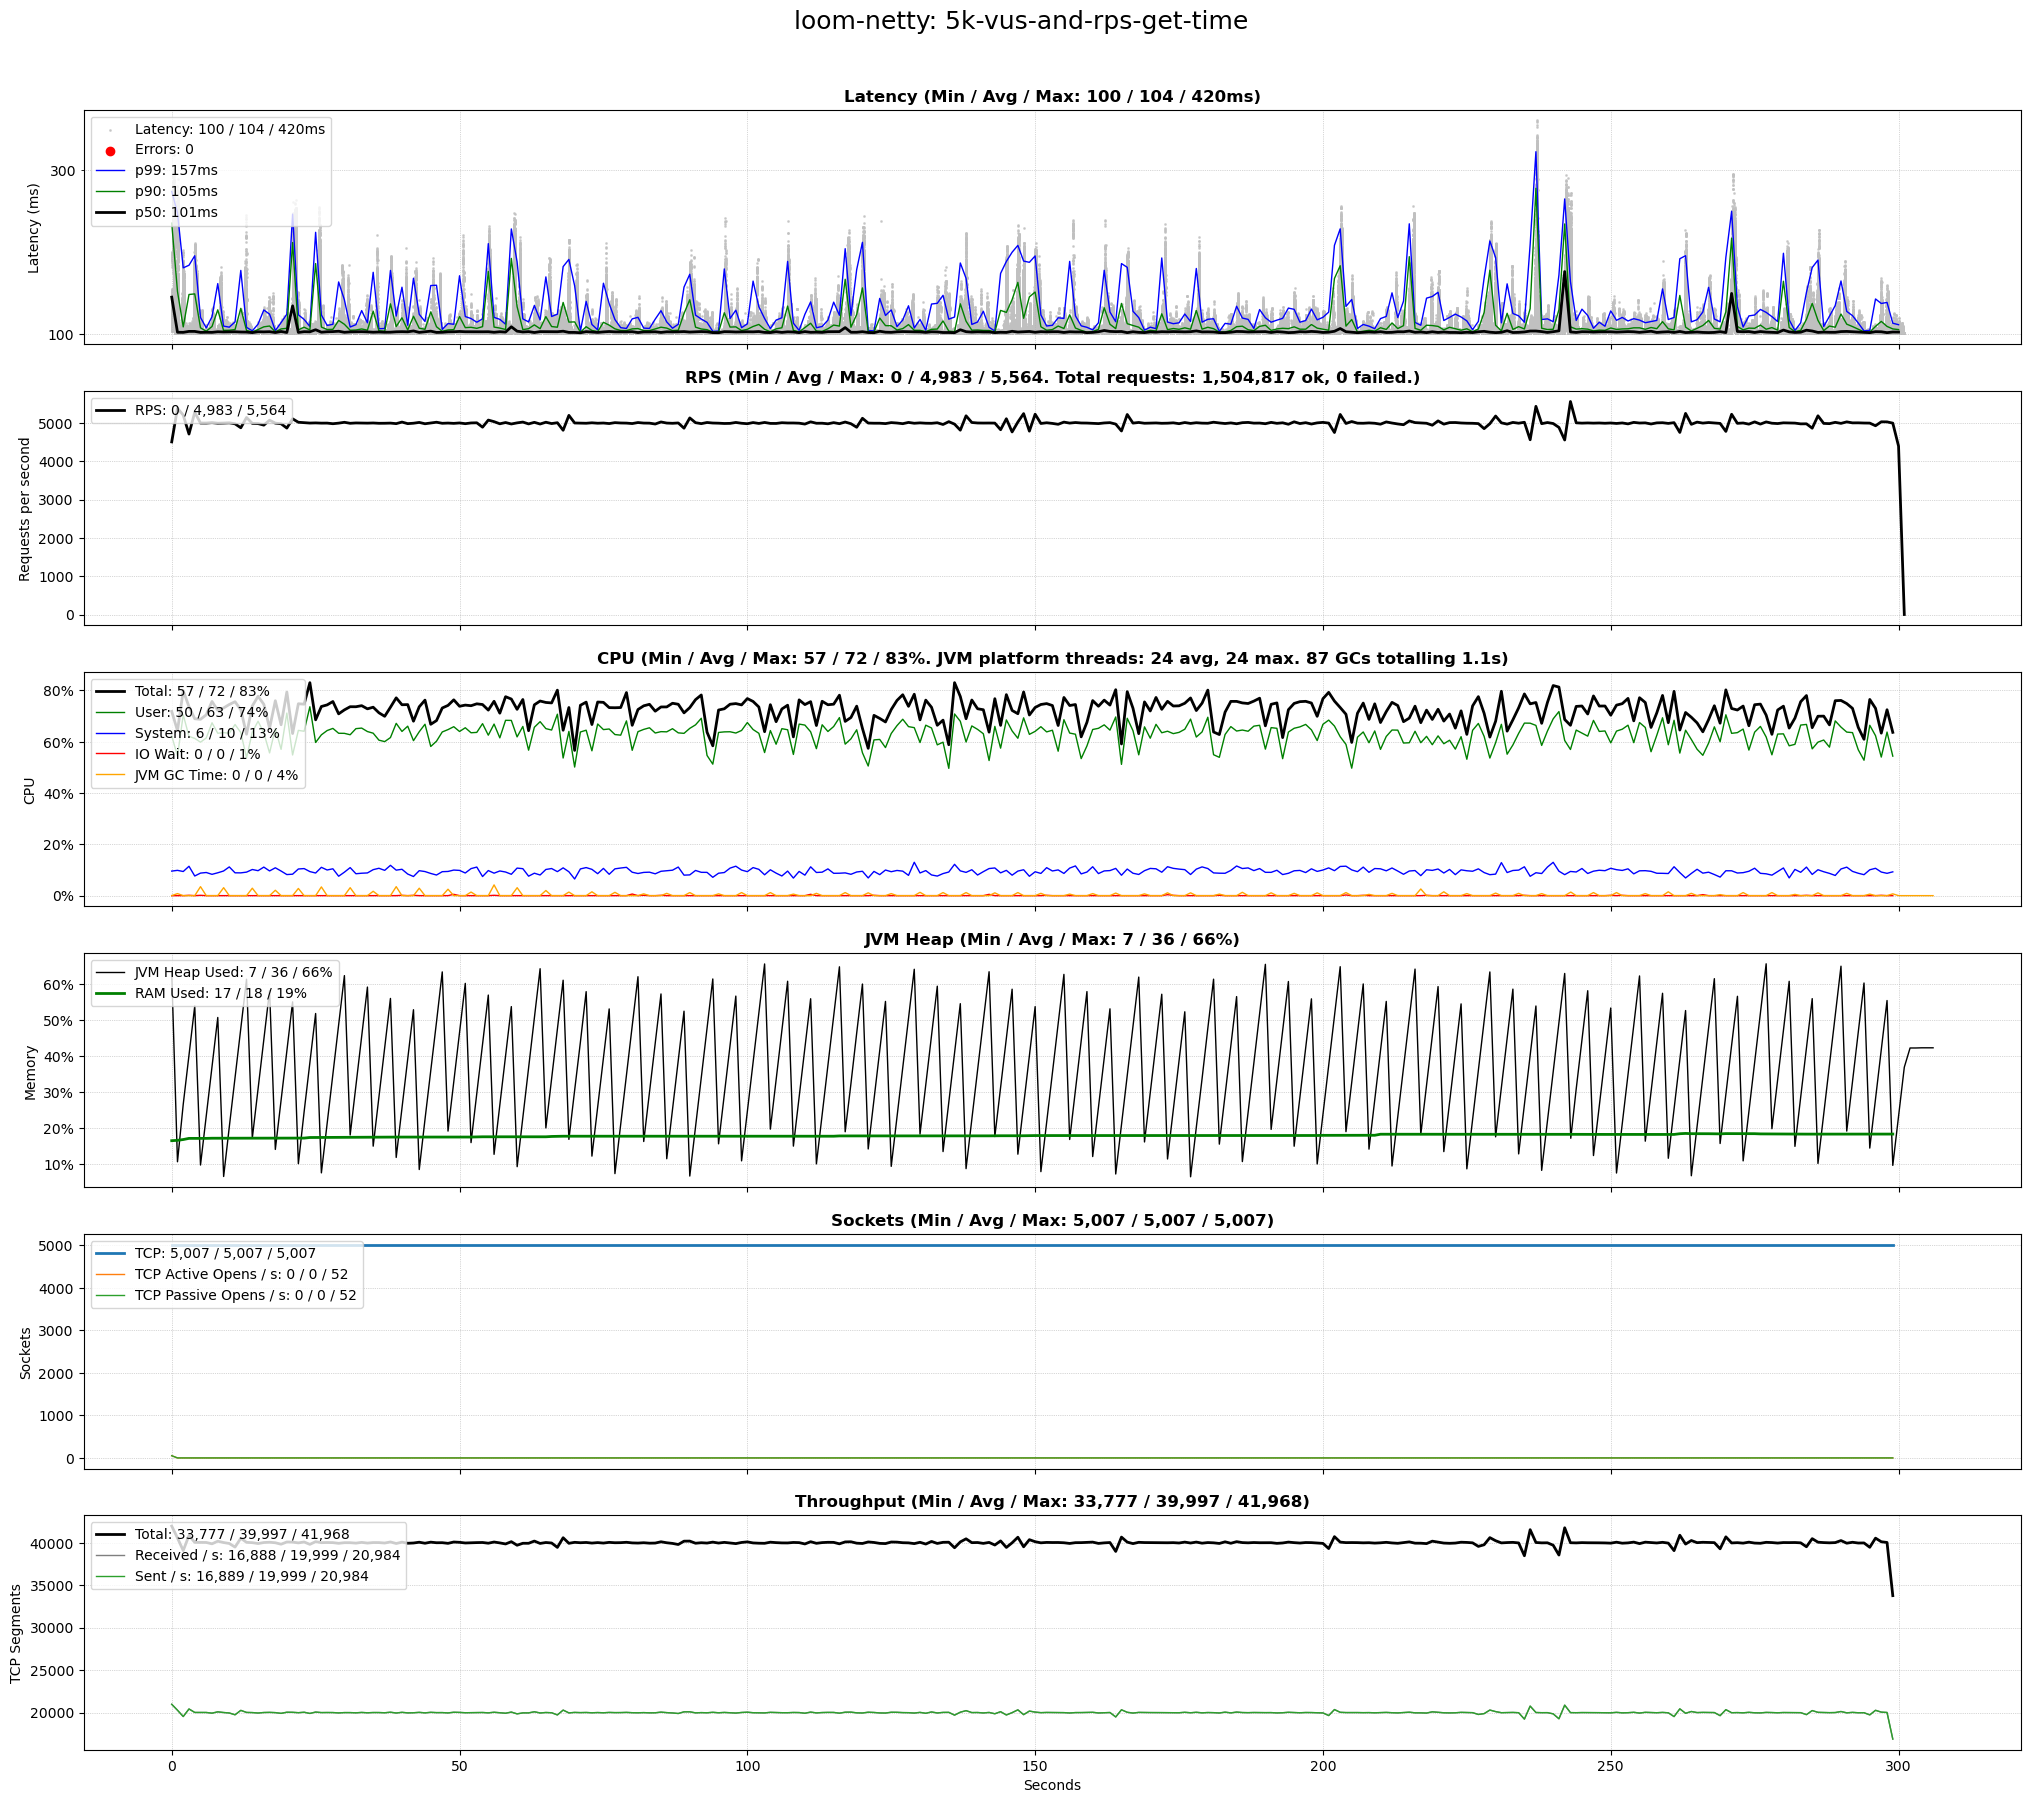 loom-netty: 5k-vus-and-rps-get-time
Latency (Min / Avg / Max: 100 / 104 / 420ms)
Latency (ms)
300
100
Latency: 100 / 104 / 420ms
Errors: 0
p99: 157ms
p90: 105ms
p50: 101ms
RPS (Min / Avg / Max: 0 / 4,983 / 5,564. Total requests: 1,504,817 ok, 0 failed.)
Requests per second
5000
4000
3000
2000
1000
0
RPS: 0 / 4,983 / 5,564
CPU (Min / Avg / Max: 57 / 72 / 83%. JVM platform threads: 24 avg, 24 max. 87 GCs totalling 1.1s)
CPU
80%
60%
40%
20%
0%
Total: 57 / 72 / 83%
User: 50 / 63 / 74%
System: 6 / 10 / 13%
IO Wait: 0 / 0 / 1%
JVM GC Time: 0 / 0 / 4%
JVM Heap (Min / Avg / Max: 7 / 36 / 66%)
Memory
60%
50%
40%
30%
20%
10%
JVM Heap Used: 7 / 36 / 66%
RAM Used: 17 / 18 / 19%
Sockets (Min / Avg / Max: 5,007 / 5,007 / 5,007)
Sockets
5000
4000
3000
2000
1000
0
TCP: 5,007 / 5,007 / 5,007
TCP Active Opens / s: 0 / 0 / 52
TCP Passive Opens / s: 0 / 0 / 52
Throughput (Min / Avg / Max: 33,777 / 39,997 / 41,968)
TCP Segments
40000
35000
30000
25000
20000
Total: 33,777 / 39,997 / 41,968
Received / s: 16,888 / 19,999 / 20,984
Sent / s: 16,889 / 19,999 / 20,984
0 50 100 150 200 250 300
Seconds